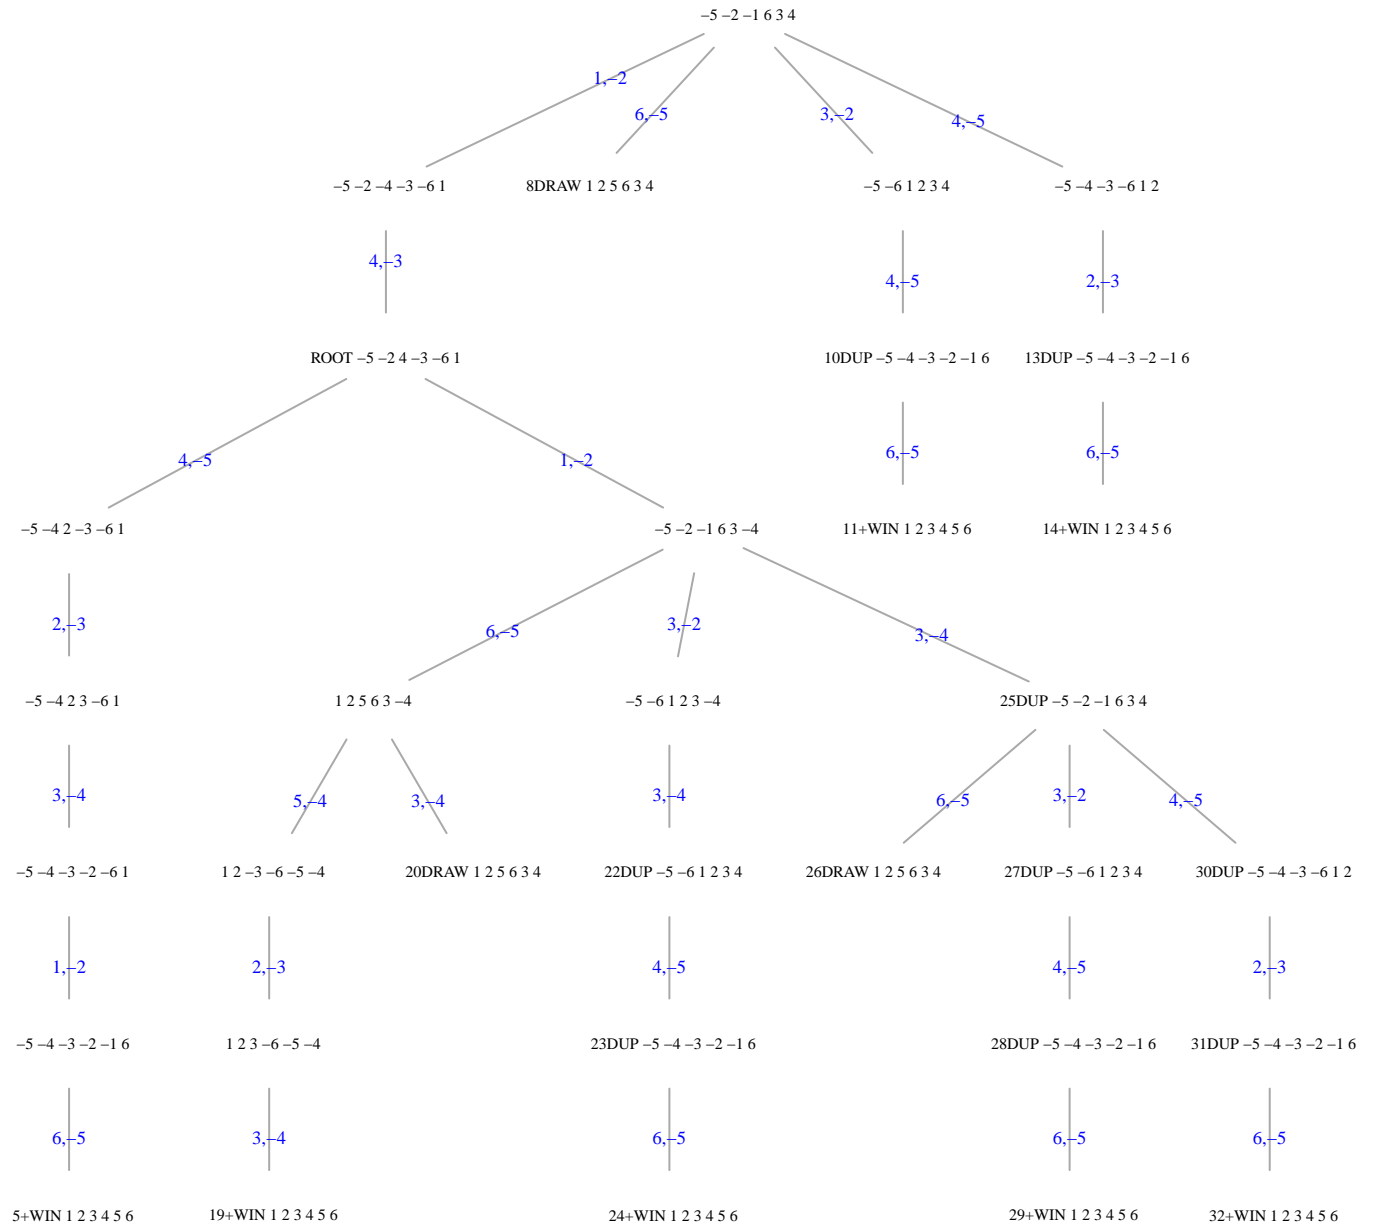 –5 –2 –1 6 3 4
1,–2
6,–5
3,–2
4,–5
–5 –2 –4 –3 –6 1
8DRAW 1 2 5 6 3 4
–5 –6 1 2 3 4
–5 –4 –3 –6 1 2
4,–3
4,–5
2,–3
ROOT –5 –2 4 –3 –6 1
10DUP –5 –4 –3 –2 –1 6
13DUP –5 –4 –3 –2 –1 6
4,–5
1,–2
6,–5
6,–5
–5 –4 2 –3 –6 1
–5 –2 –1 6 3 –4
11+WIN 1 2 3 4 5 6
14+WIN 1 2 3 4 5 6
2,–3
6,–5
3,–2
3,–4
–5 –4 2 3 –6 1
1 2 5 6 3 –4
–5 –6 1 2 3 –4
25DUP –5 –2 –1 6 3 4
3,–4
5,–4
3,–4
3,–4
6,–5
3,–2
4,–5
–5 –4 –3 –2 –6 1
1 2 –3 –6 –5 –4
20DRAW 1 2 5 6 3 4
22DUP –5 –6 1 2 3 4
26DRAW 1 2 5 6 3 4
27DUP –5 –6 1 2 3 4
30DUP –5 –4 –3 –6 1 2
1,–2
2,–3
4,–5
4,–5
2,–3
–5 –4 –3 –2 –1 6
1 2 3 –6 –5 –4
23DUP –5 –4 –3 –2 –1 6
28DUP –5 –4 –3 –2 –1 6
31DUP –5 –4 –3 –2 –1 6
6,–5
3,–4
6,–5
6,–5
6,–5
5+WIN 1 2 3 4 5 6
19+WIN 1 2 3 4 5 6
24+WIN 1 2 3 4 5 6
29+WIN 1 2 3 4 5 6
32+WIN 1 2 3 4 5 6